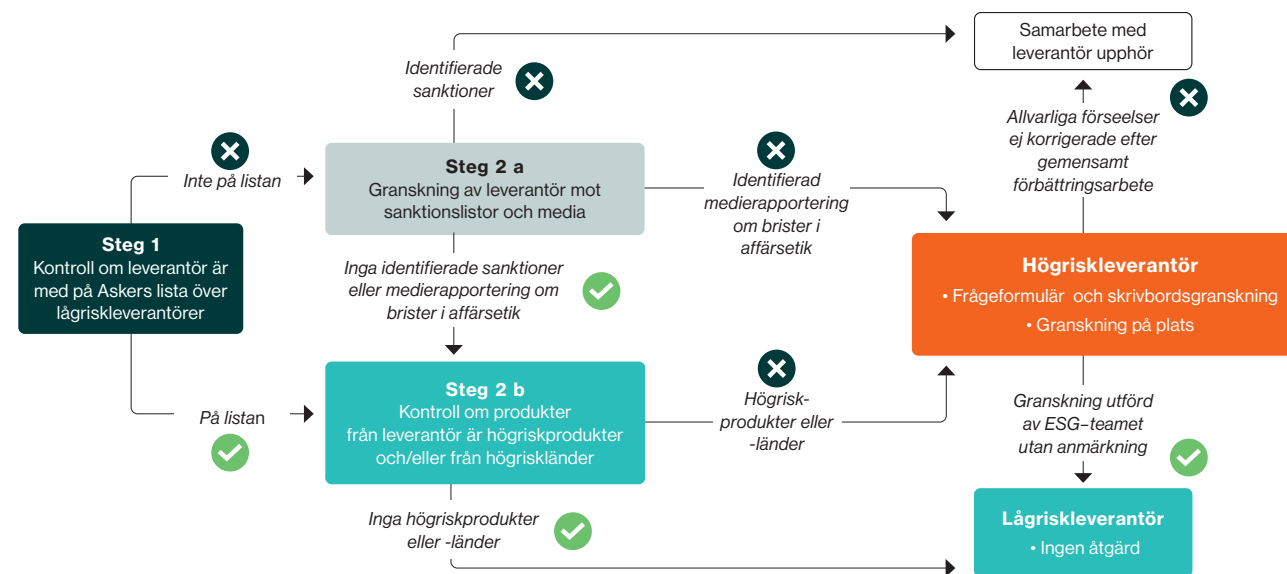 Samarbete med
leverantör upphör
Identifierade
sanktioner
Allvarliga förseelser
ej korrigerade efter
gemensamt
förbättringsarbete
Inte på listan
Steg 2 a
Granskning av leverantör mot
sanktionslistor och media
Identifierad
medierapportering
om brister i
affärsetik
Steg 1
Kontroll om leverantör är
med på Askers lista över
lågriskleverantörer
Inga identifierade sanktioner
eller medierapportering om
brister i affärsetik
Högriskleverantör
• Frågeformulär och skrivbordsgranskning
• Granskning på plats
På listan
Steg 2 b
Kontroll om produkter
från leverantör är högriskprodukter
och/eller från högriskländer
Högrisk-
produkter eller
-länder
Granskning utförd
av ESG–teamet
utan anmärkning
Inga högriskprodukter
eller -länder
Lågriskleverantör
• Ingen åtgärd